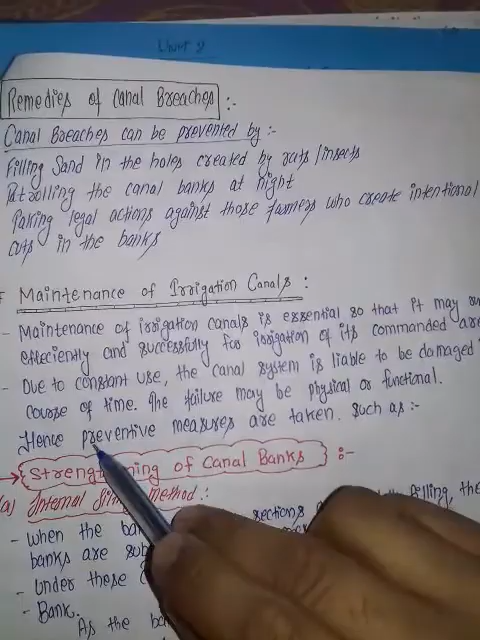 Unit 2
Remedies of Canal Breaches :-
Canal Breaches can be prevented by :-
Filling Sand in the holes created by rats/insects
Patrolling the canal banks at night
Taking legal actions against those farmers who create intentional
cuts in the banks
Maintenance of Irrigation Canals :
- Maintenance of irrigation canals is essential so that it may
effeciently and successfully for irrigation of its commanded
- Due to constant use, the canal system is liable to be damaged
course of time. The failure may be physical or functional.
Hence preventive measures are taken. Such as :-
→ Strengthening of Canal Banks :-
(a) Internal Method :
- When the sections filling, the
banks are
- Under these
- Bank.
As the